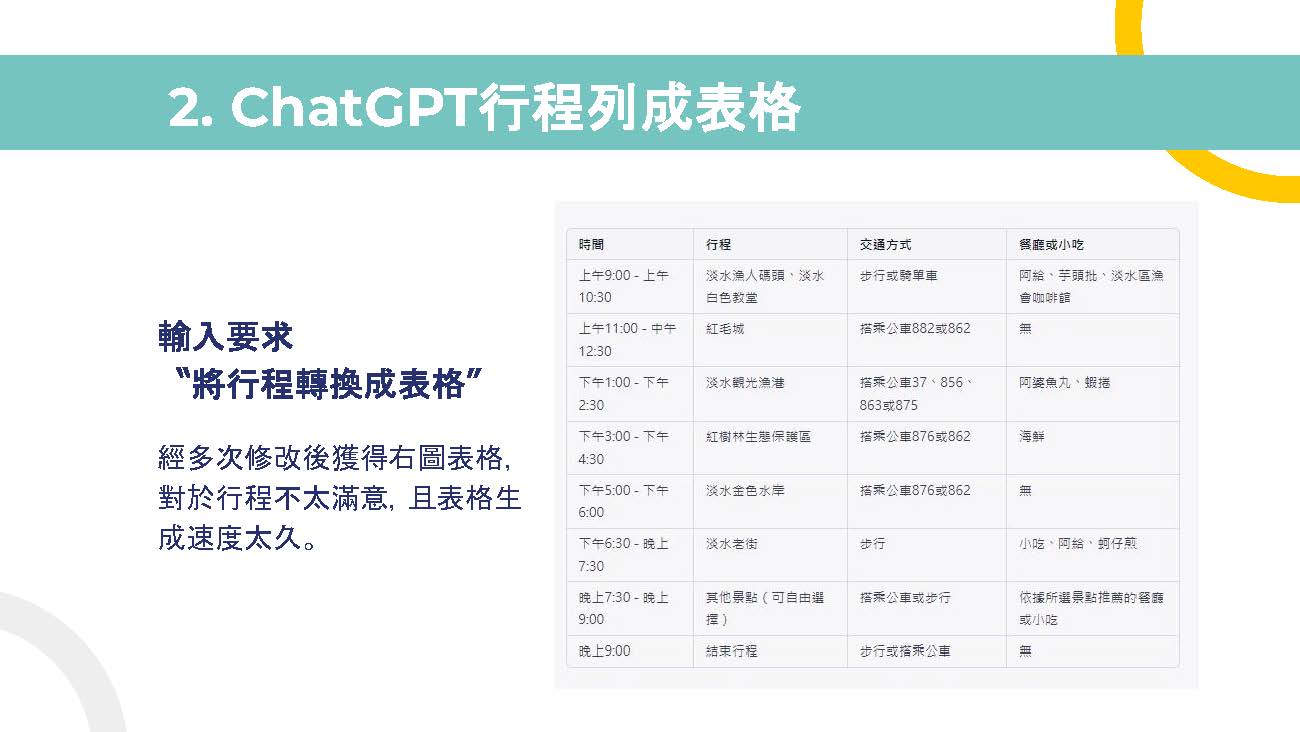 2. ChatGPT行程列成表格
輸入要求
〝將行程轉換成表格〞
經多次修改後獲得右圖表格,
對於行程不太滿意, 且表格生
成速度太久。
時間 行程 交通方式 餐廳或小吃
上午9:00 - 上午 淡水漁人碼頭、淡水 步行或騎單車 阿給、芋頭批、淡水區漁
10:30 白色教堂 會咖啡館
上午11:00 - 中午 紅毛城 搭乘公車882或862 無
12:30
下午1:00 - 下午 淡水觀光漁港 搭乘公車37、856、 阿婆魚丸、蝦捲
2:30 863或875
下午3:00 - 下午 紅樹林生態保護區 搭乘公車876或862 海鮮
4:30
下午5:00 - 下午 淡水金色水岸 搭乘公車876或862 無
6:00
下午6:30 - 晚上 淡水老街 步行 小吃、阿給、蚵仔煎
7:30
晚上7:30 - 晚上 其他景點（可自由選 搭乘公車或步行 依據所選景點推薦的餐廳
9:00 擇） 或小吃
晚上9:00 結束行程 步行或搭乘公車 無